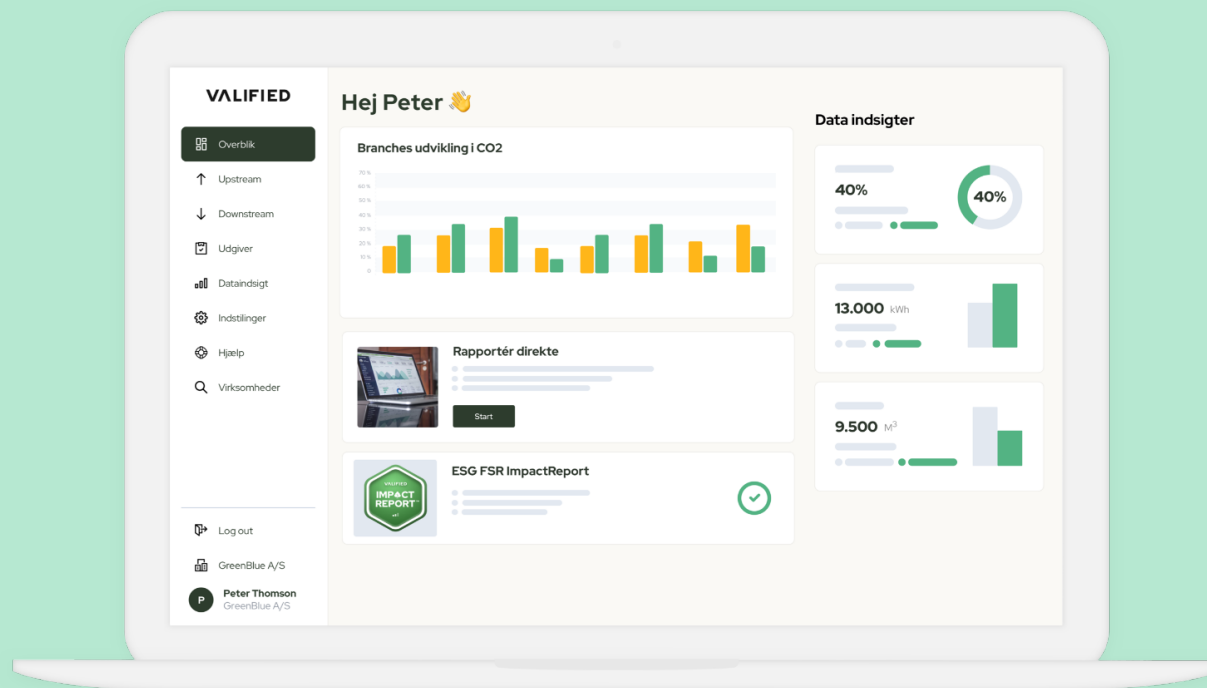 VALIFIED
Overblik
Upstream
Downstream
Udgiver
Dataindsigt
Indstilinger
Hjælp
Virksomheder
Log out
GreenBlue A/S
P
Peter Thomson
GreenBlue A/S
Hej Peter 👋
Branches udvikling i CO2
70 %
60 %
50 %
40 %
30 %
20 %
10 %
0
Rapportér direkte
Start
VALIFIED
IMPACT
REPORT
ESG FSR ImpactReport
Data indsigter
40%
40%
13.000 kWh
9.500 M³